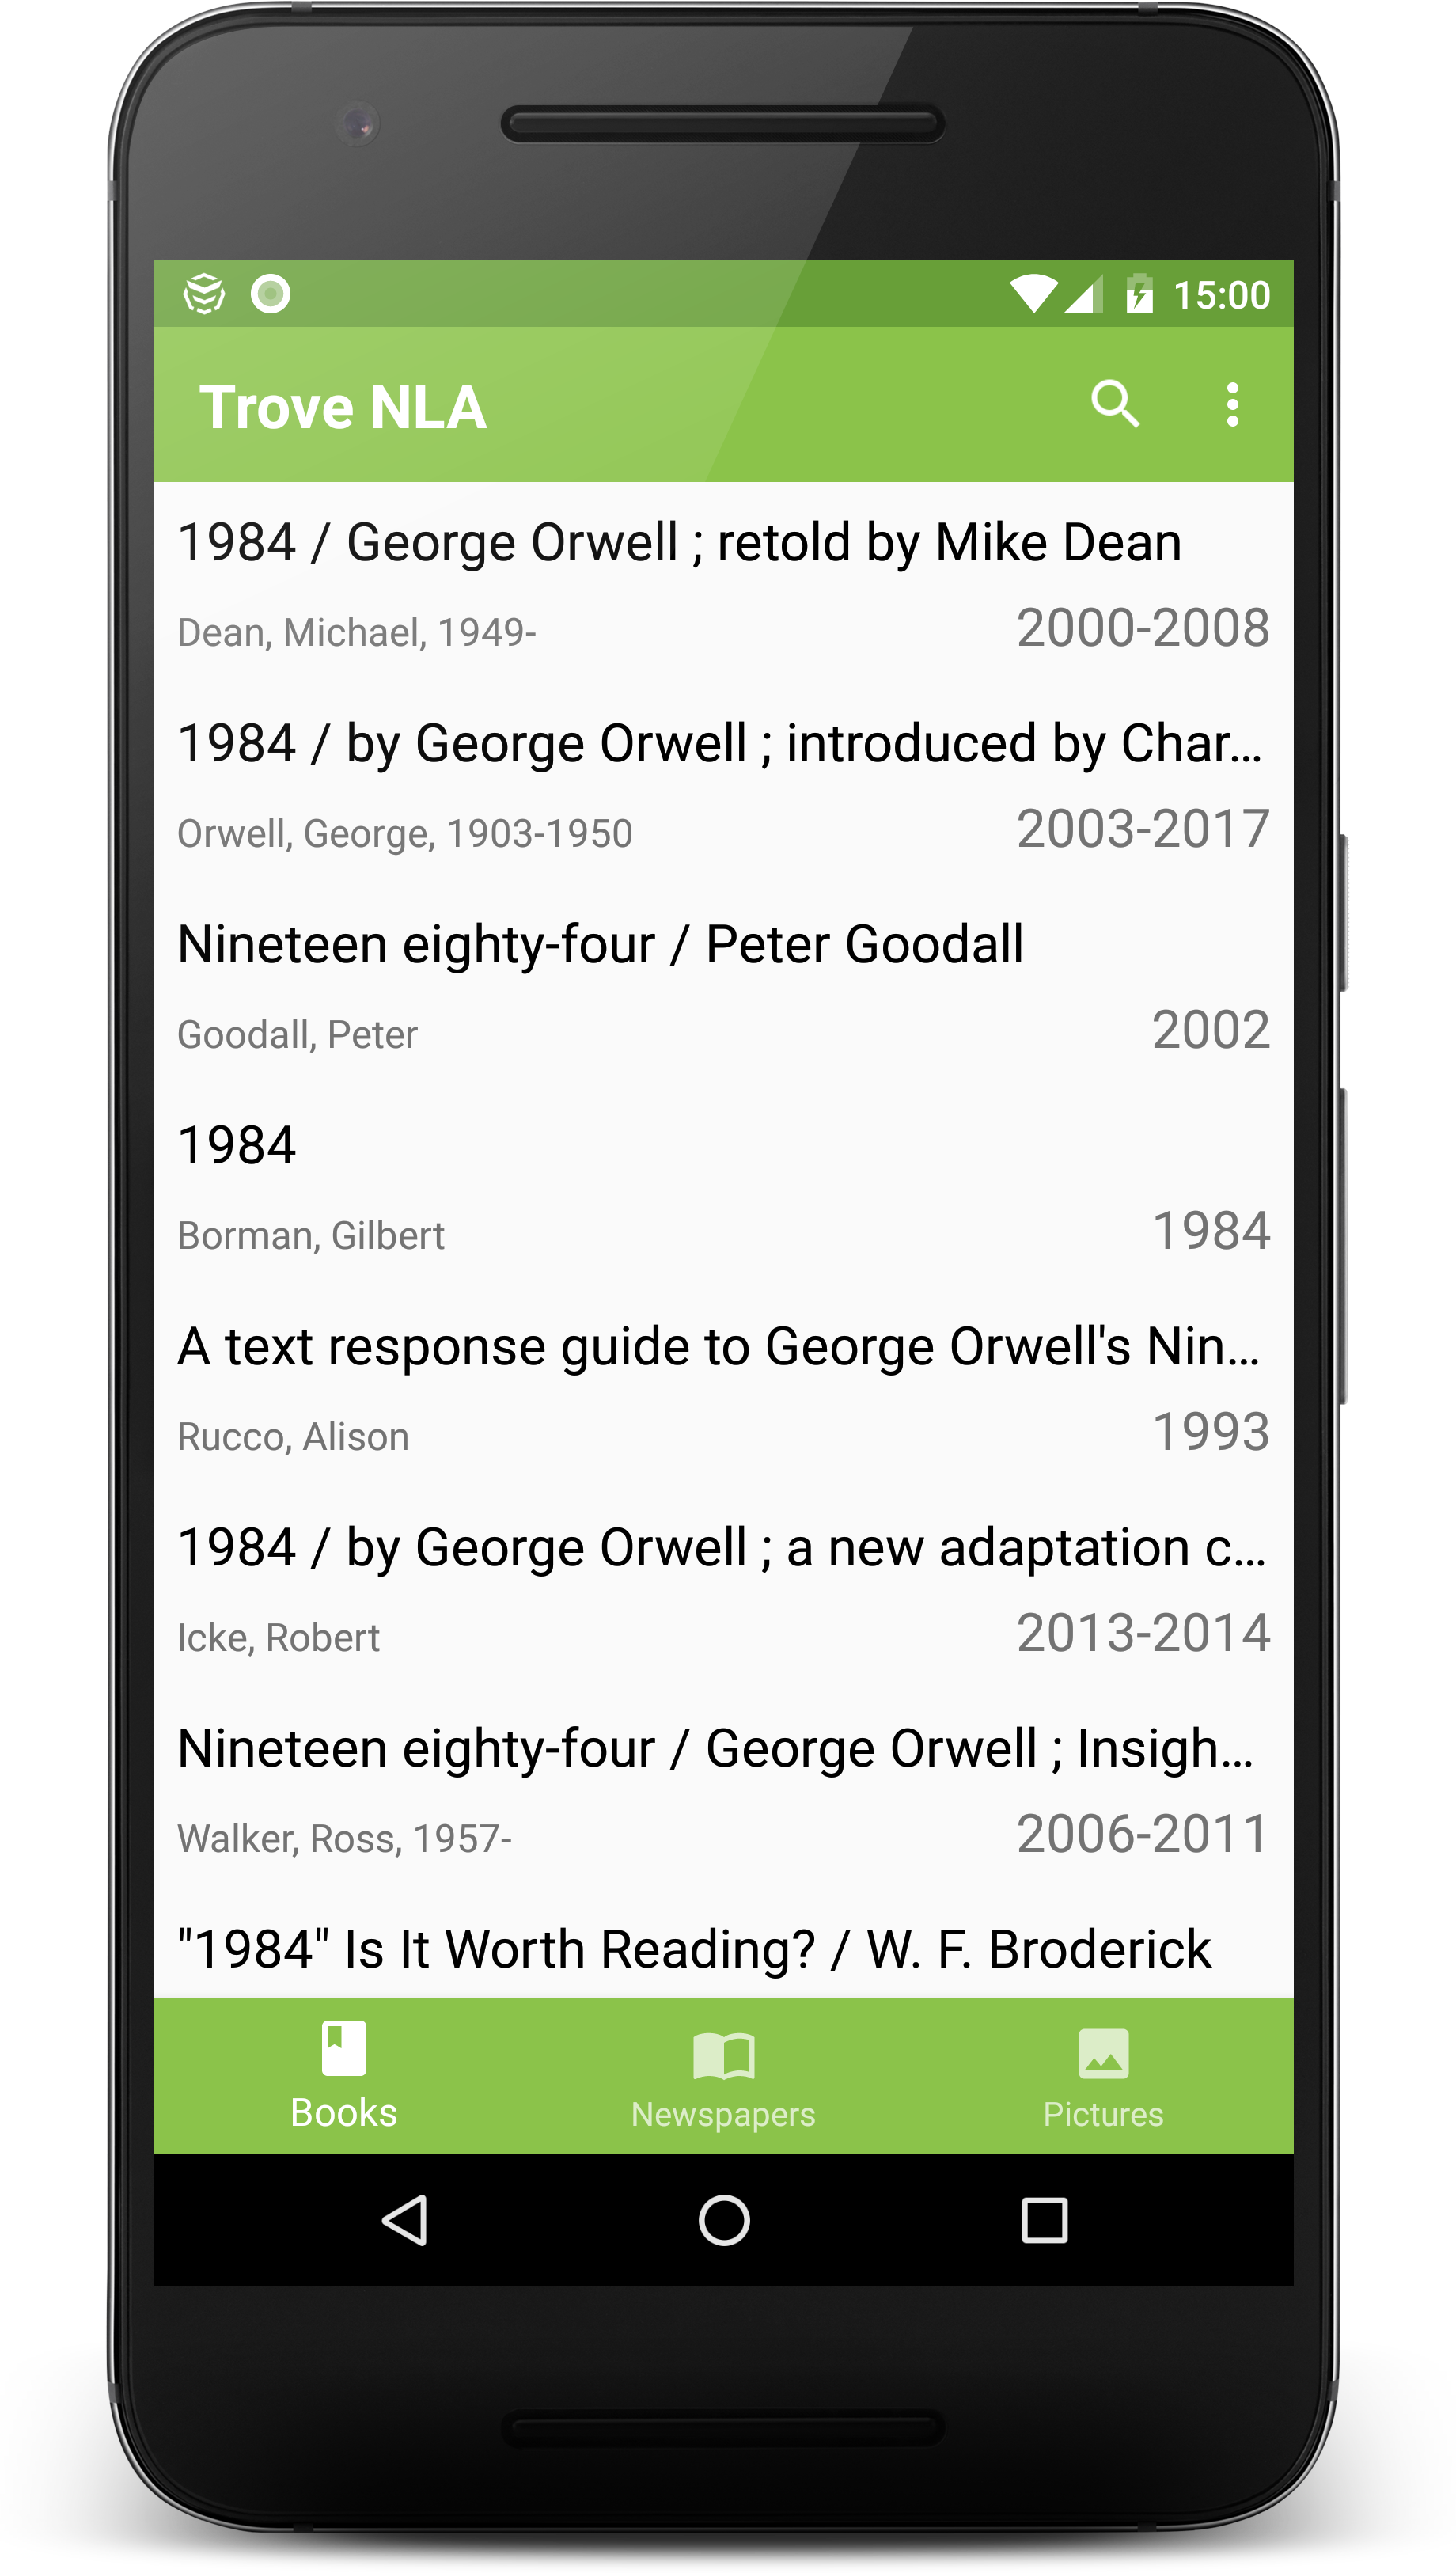 15:00
Trove NLA
1984 / George Orwell ; retold by Mike Dean
Dean, Michael, 1949- 2000-2008
1984 / by George Orwell ; introduced by Char...
Orwell, George, 1903-1950 2003-2017
Nineteen eighty-four / Peter Goodall
Goodall, Peter 2002
1984
Borman, Gilbert 1984
A text response guide to George Orwell's Nin...
Rucco, Alison 1993
1984 / by George Orwell ; a new adaptation c...
Icke, Robert 2013-2014
Nineteen eighty-four / George Orwell ; Insigh...
Walker, Ross, 1957- 2006-2011
"1984" Is It Worth Reading? / W. F. Broderick
Books Newspapers Pictures